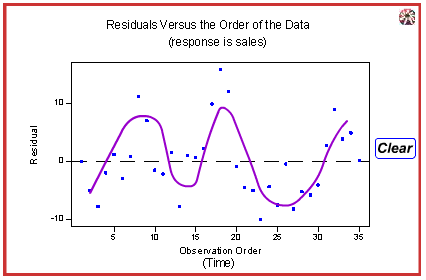 Residuals Versus the Order of the Data
(response is sales)
10
0
-10
Residual
5
10
15
20
25
30
35
Observation Order
(Time)
Clear